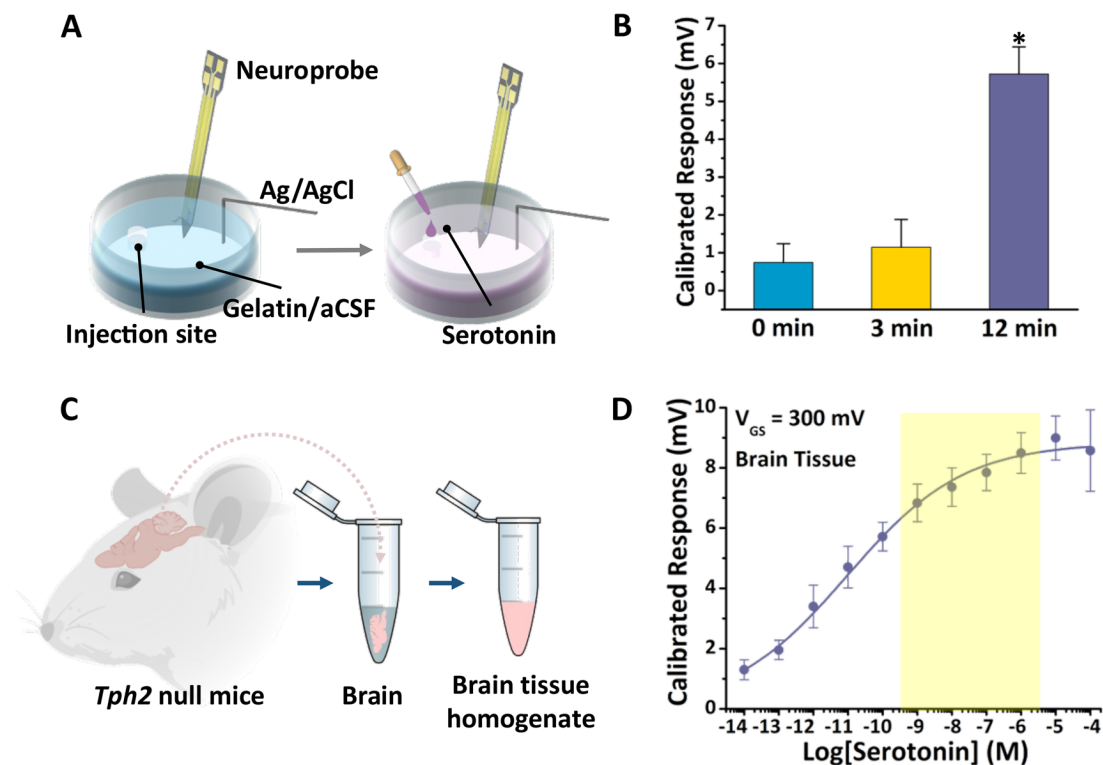 A
Neuroprobe
Ag/AgCl
Gelatin/aCSF
Injection site
Serotonin
B
Calibrated Response (mV)
7
6
5
4
3
2
1
0
*
0 min
3 min
12 min
C
Tph2 null mice
Brain
Brain tissue
homogenate
D
Calibrated Response (mV)
10
8
6
4
2
0
V_GS = 300 mV
Brain Tissue
-14 -13 -12 -11 -10 -9 -8 -7 -6 -5 -4
Log[Serotonin] (M)